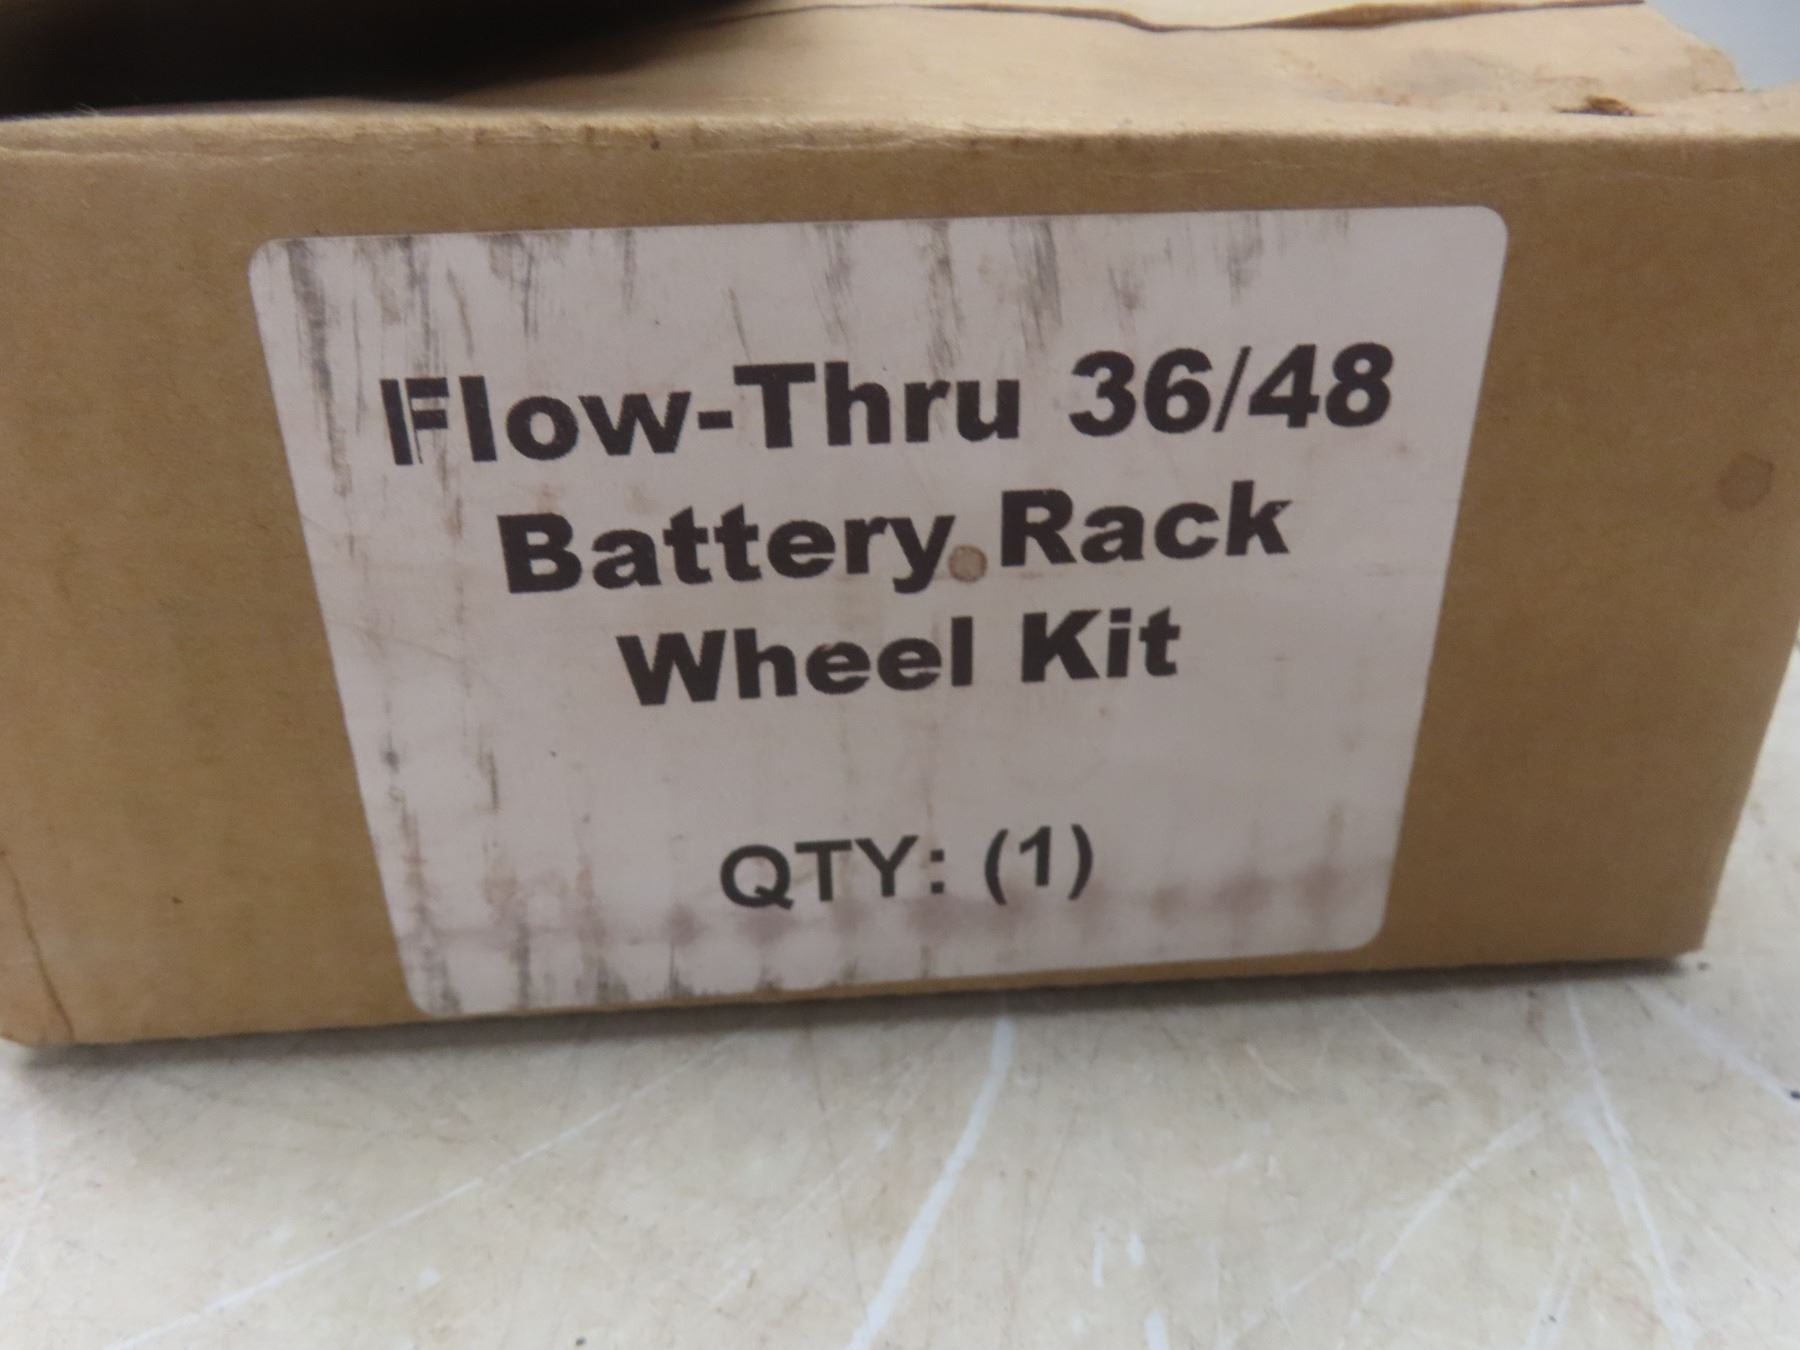 Flow-Thru 36/48
Battery Rack
Wheel Kit
QTY: (1)